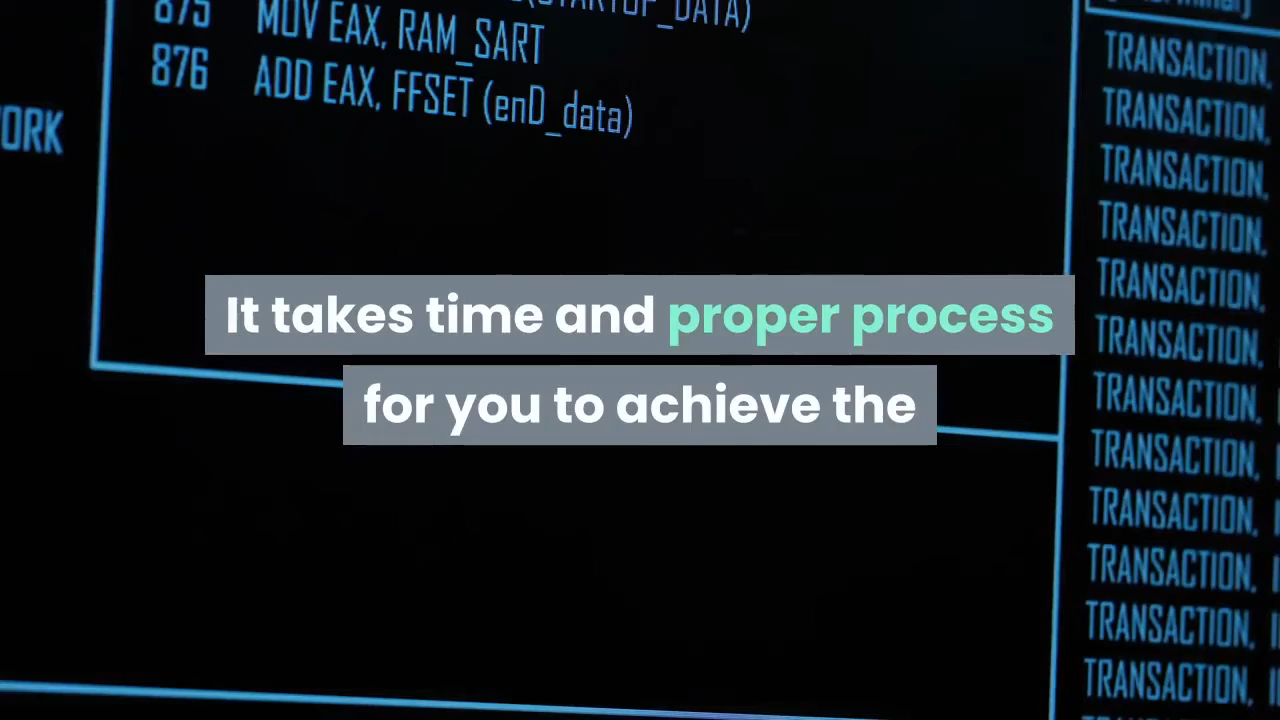 875 MOV EAX, RAM_SART
876 ADD EAX, FFSET (enD_data)
It takes time and proper process
for you to achieve the
TRANSACTION,
TRANSACTION,
TRANSACTION,
TRANSACTION,
TRANSACTION,
TRANSACTION,
TRANSACTION,
TRANSACTION,
TRANSACTION,
TRANSACTION,
TRANSACTION,
TRANSACTION,